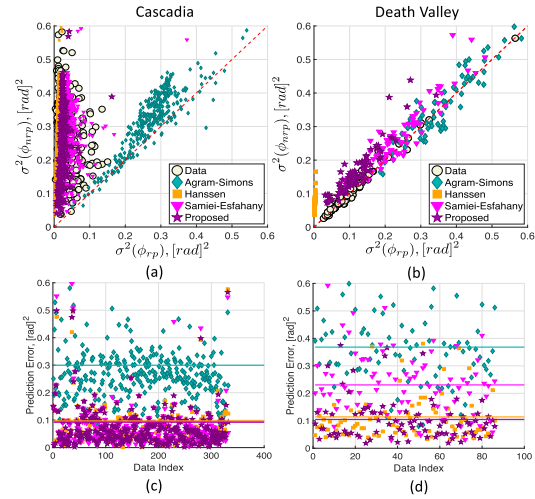 Cascadia
Death Valley
0.6
0.5
0.4
0.3
0.2
0.1
0
σ²(ϕ_nrp), [rad]²
Data
Agram-Simons
Hanssen
Samiei-Esfahany
Proposed
0 0.1 0.2 0.3 0.4 0.5 0.6
σ²(ϕ_rp), [rad]²
(a)
0.6
0.5
0.4
0.3
0.2
0.1
0
σ²(ϕ_nrp), [rad]²
Data
Agram-Simons
Hanssen
Samiei-Esfahany
Proposed
0 0.1 0.2 0.3 0.4 0.5 0.6
σ²(ϕ_rp), [rad]²
(b)
0.6
0.5
0.4
0.3
0.2
0.1
0
Prediction Error, [rad]²
0 100 200 300 400
Data Index
(c)
0.6
0.5
0.4
0.3
0.2
0.1
0
Prediction Error, [rad]²
0 20 40 60 80 100
Data Index
(d)